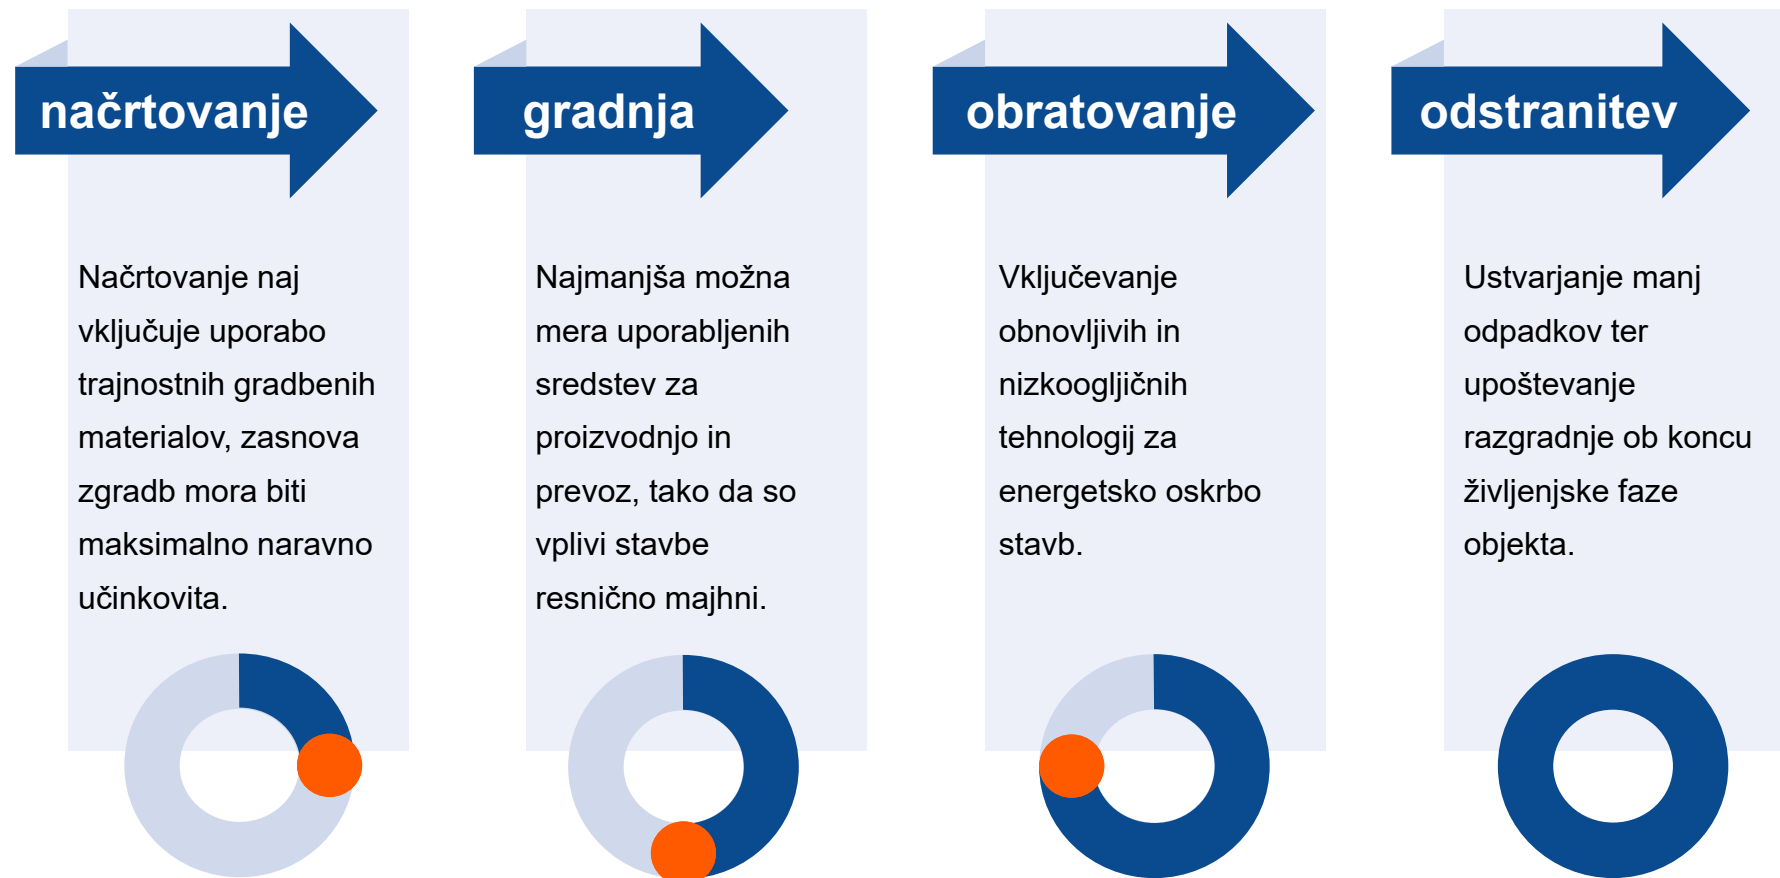 načrtovanje
Načrtovanje naj
vključuje uporabo
trajnostnih gradbenih
materialov, zasnova
zgradb mora biti
maksimalno naravno
učinkovita.
gradnja
Najmanjša možna
mera uporabljenih
sredstev za
proizvodnjo in
prevoz, tako da so
vplivi stavbe
resnično majhni.
obratovanje
Vključevanje
obnovljivih in
nizkoogljičnih
tehnologij za
energetsko oskrbo
stavb.
odstranitev
Ustvarjanje manj
odpadkov ter
upoštevanje
razgradnje ob koncu
življenjske faze
objekta.